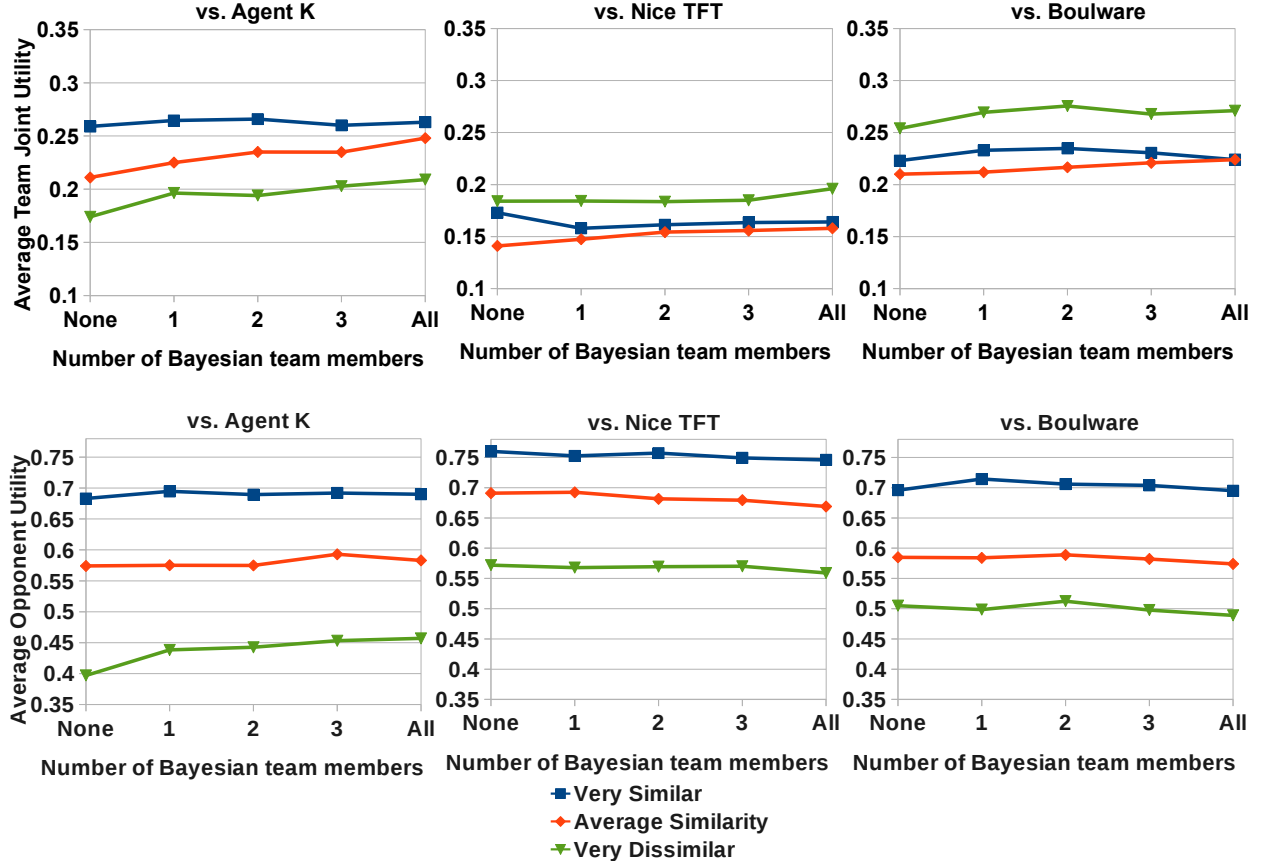 vs. Agent K
vs. Nice TFT
vs. Boulware
Average Team Joint Utility
0.35
0.3
0.25
0.2
0.15
0.1
None 1 2 3 All
Number of Bayesian team members
0.35
0.3
0.25
0.2
0.15
0.1
None 1 2 3 All
Number of Bayesian team members
0.35
0.3
0.25
0.2
0.15
0.1
None 1 2 3 All
Number of Bayesian team members
vs. Agent K
vs. Nice TFT
vs. Boulware
Average Opponent Utility
0.75
0.7
0.65
0.6
0.55
0.5
0.45
0.4
0.35
None 1 2 3 All
Number of Bayesian team members
0.75
0.7
0.65
0.6
0.55
0.5
0.45
0.4
0.35
None 1 2 3 All
Number of Bayesian team members
0.75
0.7
0.65
0.6
0.55
0.5
0.45
0.4
0.35
None 1 2 3 All
Number of Bayesian team members
Very Similar
Average Similarity
Very Dissimilar